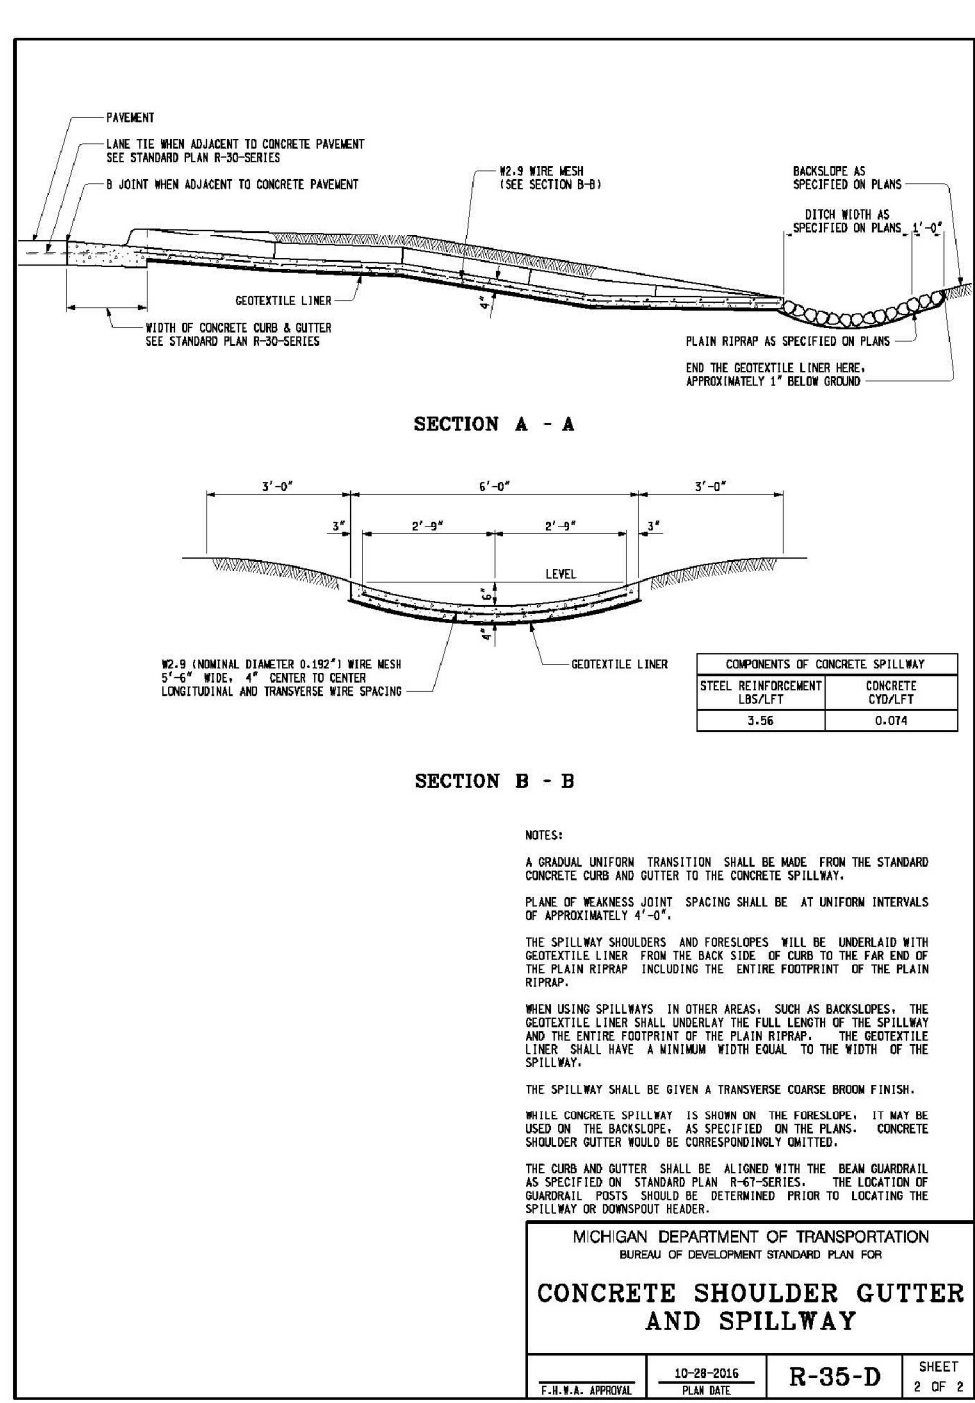 PAVEMENT
LANE TIE WHEN ADJACENT TO CONCRETE PAVEMENT
SEE STANDARD PLAN R-30-SERIES
B JOINT WHEN ADJACENT TO CONCRETE PAVEMENT
W2.9 WIRE MESH
(SEE SECTION B-B)
BACKSLOPE AS
SPECIFIED ON PLANS
DITCH WIDTH AS
SPECIFIED ON PLANS
1'-0"
GEOTEXTILE LINER
4"
WIDTH OF CONCRETE CURB & GUTTER
SEE STANDARD PLAN R-30-SERIES
PLAIN RIPRAP AS SPECIFIED ON PLANS
END THE GEOTEXTILE LINER HERE,
APPROXIMATELY 1" BELOW GROUND
SECTION A - A
3'-0"
6'-0"
3'-0"
3"
2'-9"
2'-9"
3"
LEVEL
6"
4"
W2.9 (NOMINAL DIAMETER 0.192") WIRE MESH
5'-6" WIDE, 4" CENTER TO CENTER
LONGITUDINAL AND TRANSVERSE WIRE SPACING
GEOTEXTILE LINER
COMPONENTS OF CONCRETE SPILLWAY
STEEL REINFORCEMENT
LBS/LFT
CONCRETE
CYD/LFT
3.56
0.074
SECTION B - B
NOTES:
A GRADUAL UNIFORM TRANSITION SHALL BE MADE FROM THE STANDARD
CONCRETE CURB AND GUTTER TO THE CONCRETE SPILLWAY.
PLANE OF WEAKNESS JOINT SPACING SHALL BE AT UNIFORM INTERVALS
OF APPROXIMATELY 4'-0".
THE SPILLWAY SHOULDERS AND FORESLOPES WILL BE UNDERLAID WITH
GEOTEXTILE LINER FROM THE BACK SIDE OF CURB TO THE FAR END OF
THE PLAIN RIPRAP INCLUDING THE ENTIRE FOOTPRINT OF THE PLAIN
RIPRAP.
WHEN USING SPILLWAYS IN OTHER AREAS, SUCH AS BACKSLOPES, THE
GEOTEXTILE LINER SHALL UNDERLAY THE FULL LENGTH OF THE SPILLWAY
AND THE ENTIRE FOOTPRINT OF THE PLAIN RIPRAP. THE GEOTEXTILE
LINER SHALL HAVE A MINIMUM WIDTH EQUAL TO THE WIDTH OF THE
SPILLWAY.
THE SPILLWAY SHALL BE GIVEN A TRANSVERSE COARSE BROOM FINISH.
WHILE CONCRETE SPILLWAY IS SHOWN ON THE FORESLOPE, IT MAY BE
USED ON THE BACKSLOPE, AS SPECIFIED ON THE PLANS. CONCRETE
SHOULDER GUTTER WOULD BE CORRESPONDINGLY OMITTED.
THE CURB AND GUTTER SHALL BE ALIGNED WITH THE BEAM GUARDRAIL
AS SPECIFIED ON STANDARD PLAN R-67-SERIES. THE LOCATION OF
GUARDRAIL POSTS SHOULD BE DETERMINED PRIOR TO LOCATING THE
SPILLWAY OR DOWNSPOUT HEADER.
MICHIGAN DEPARTMENT OF TRANSPORTATION
BUREAU OF DEVELOPMENT STANDARD PLAN FOR
CONCRETE SHOULDER GUTTER
AND SPILLWAY
F.H.W.A. APPROVAL
10-28-2016
PLAN DATE
R-35-D
SHEET
2 OF 2